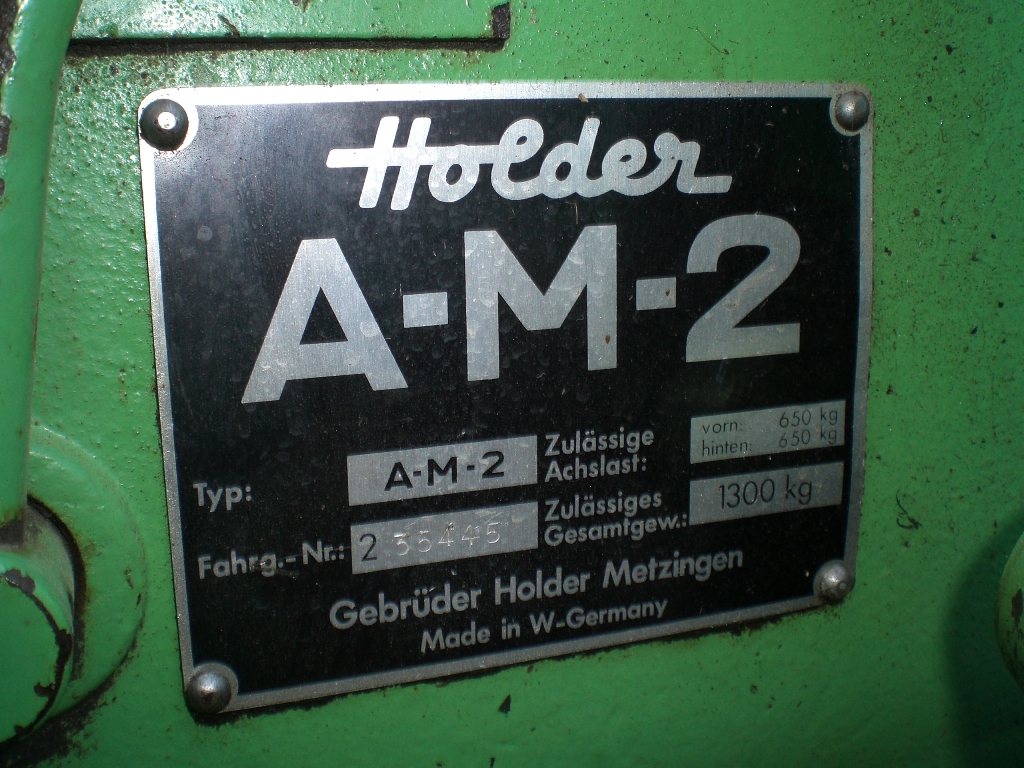 Holder
A-M-2
Typ: A-M-2 Zulässige Achslast: vorn: 650 kg
hinten: 650 kg
Fahrg.-Nr.: 2 35445 Zulässiges Gesamtgew.: 1300 kg
Gebrüder Holder Metzingen
Made in W-Germany